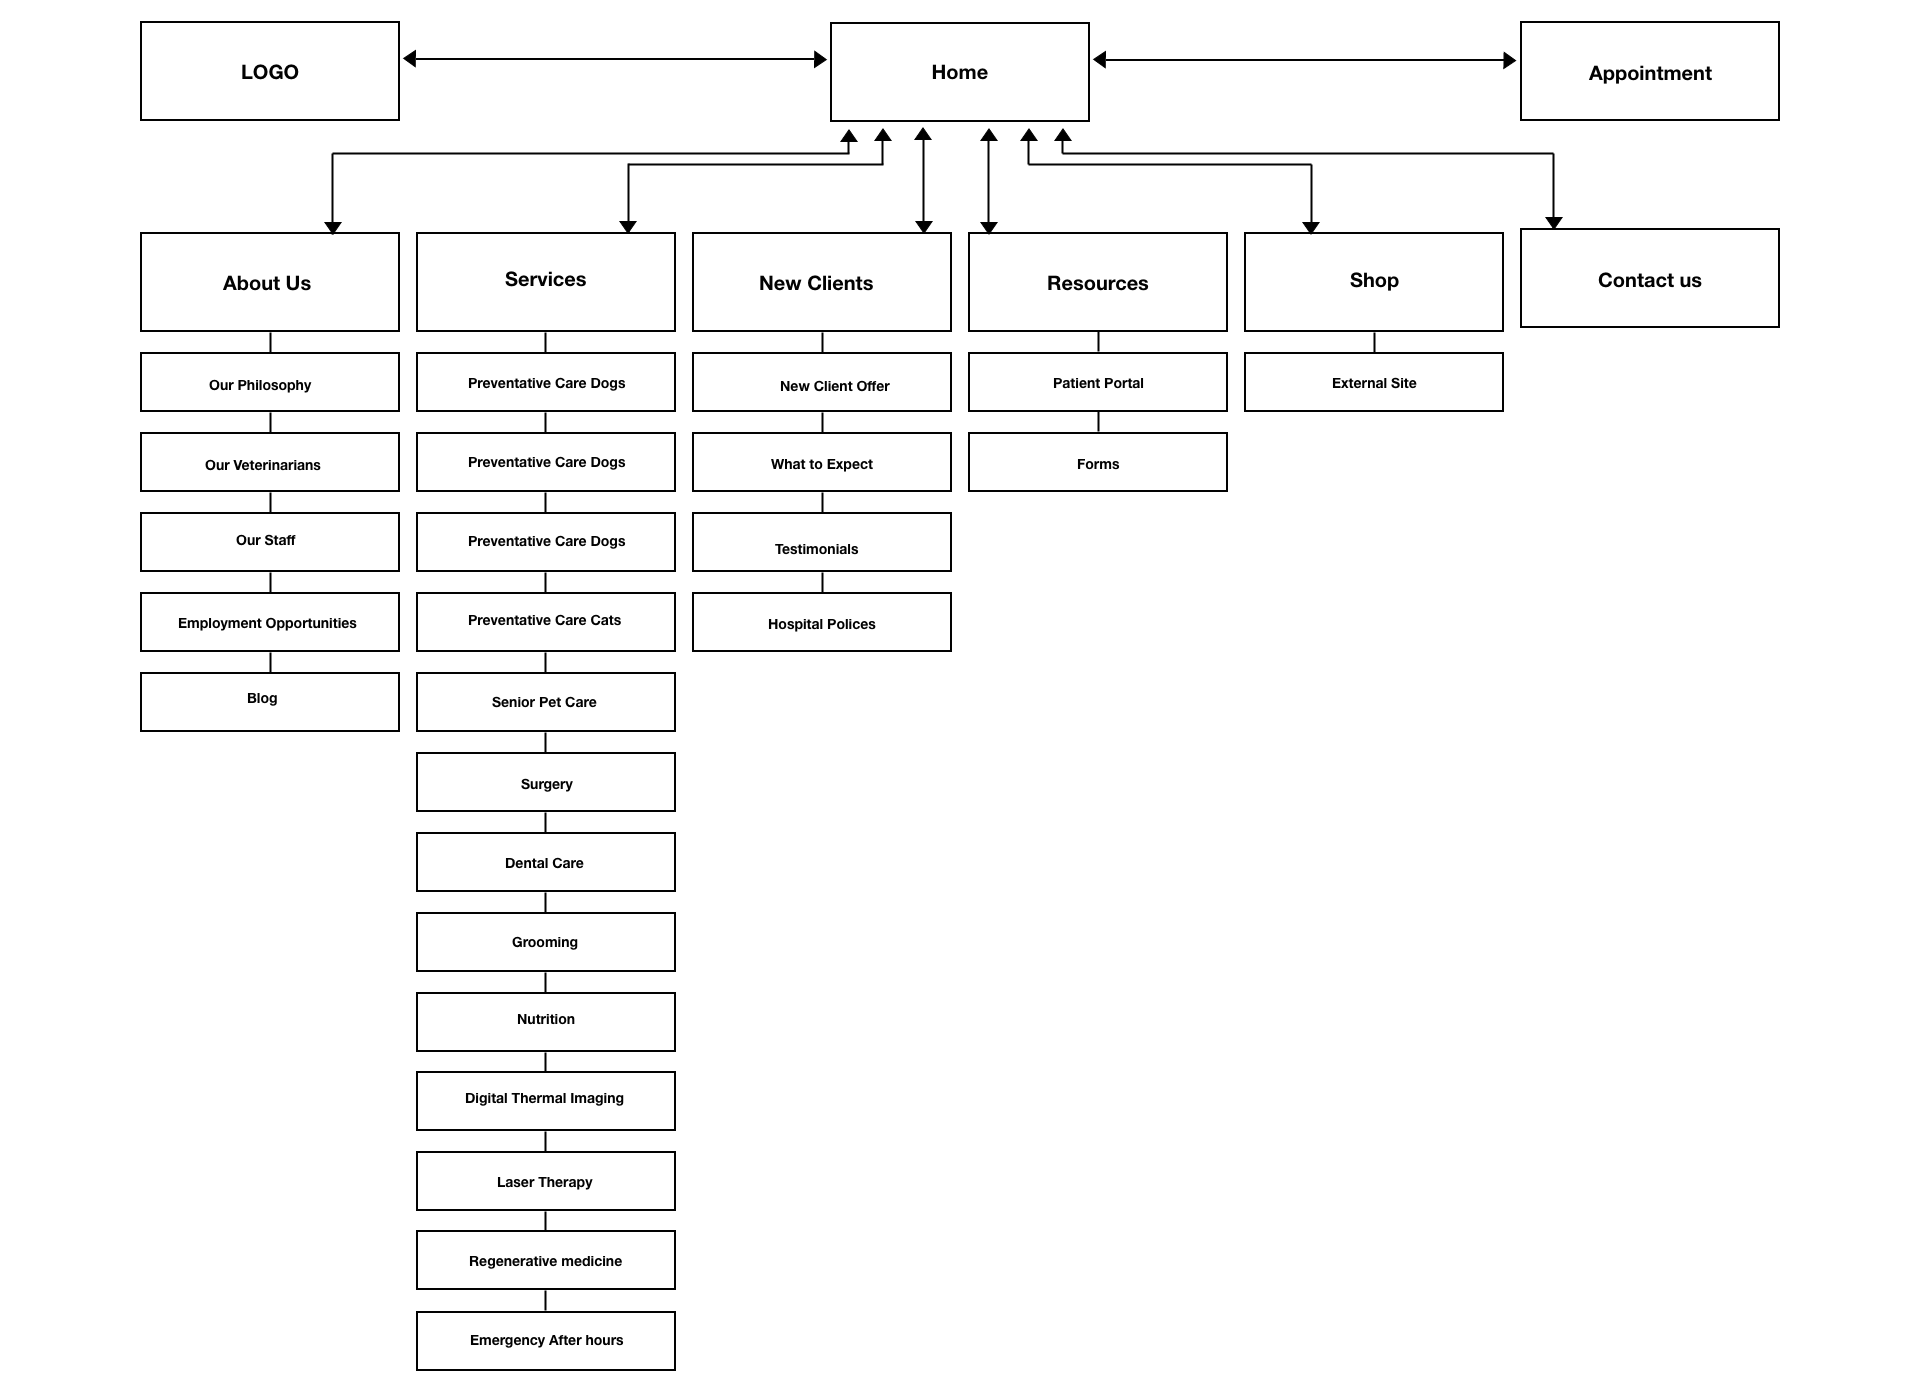 LOGO
Home
Appointment
About Us
Services
New Clients
Resources
Shop
Contact us
Our Philosophy
Our Veterinarians
Our Staff
Employment Opportunities
Blog
Preventative Care Dogs
Preventative Care Dogs
Preventative Care Dogs
Preventative Care Cats
Senior Pet Care
Surgery
Dental Care
Grooming
Nutrition
Digital Thermal Imaging
Laser Therapy
Regenerative medicine
Emergency After hours
New Client Offer
What to Expect
Testimonials
Hospital Polices
Patient Portal
Forms
External Site